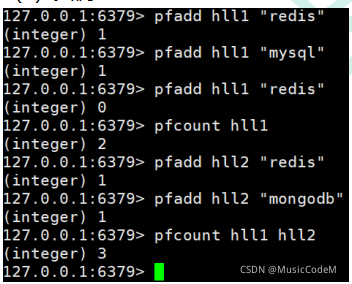 127.0.0.1:6379> pfadd hll1 "redis"
(integer) 1
127.0.0.1:6379> pfadd hll1 "mysql"
(integer) 1
127.0.0.1:6379> pfadd hll1 "redis"
(integer) 0
127.0.0.1:6379> pfcount hll1
(integer) 2
127.0.0.1:6379> pfadd hll2 "redis"
(integer) 1
127.0.0.1:6379> pfadd hll2 "mongodb"
(integer) 1
127.0.0.1:6379> pfcount hll1 hll2
(integer) 3
127.0.0.1:6379>
CSDN @MusicCodeM